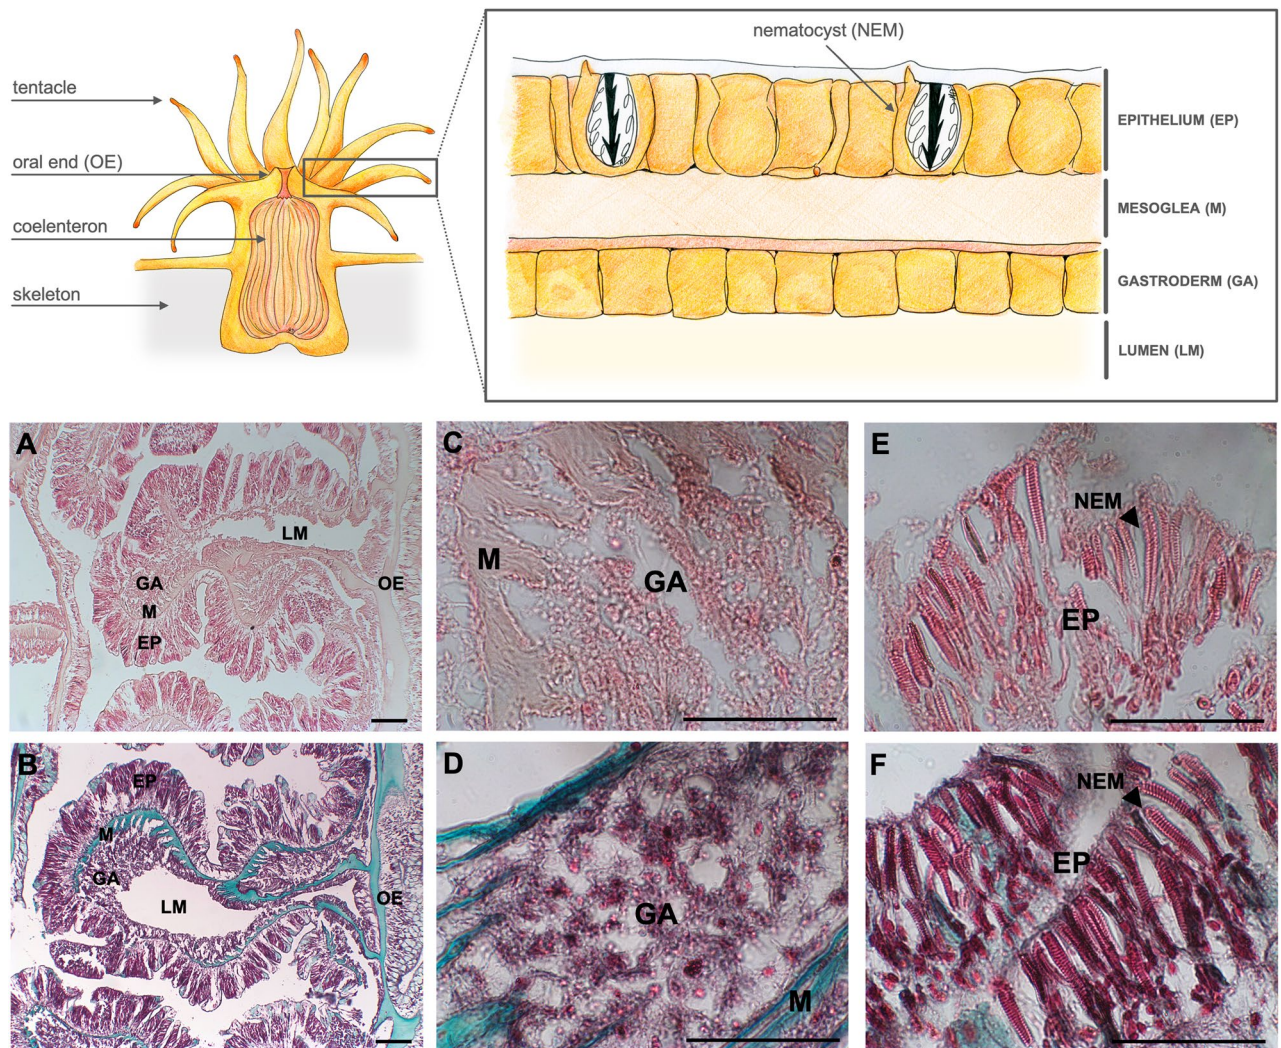 nematocyst (NEM)
tentacle
oral end (OE)
coelenteron
skeleton
EPITHELIUM (EP)
MESOGLEA (M)
GASTRODERM (GA)
LUMEN (LM)
A
LM
GA
OE
M
EP
C
M
GA
E
NEM
EP
B
EP
M
GA
OE
LM
D
GA
M
F
NEM
EP